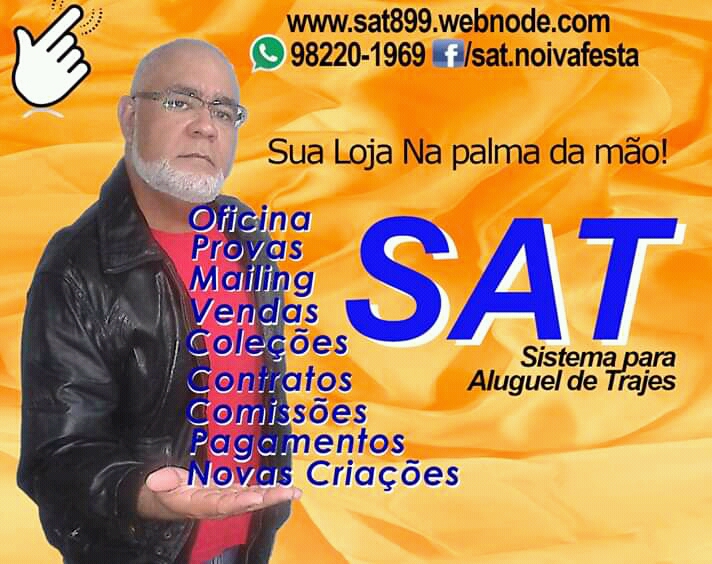 www.sat899.webnode.com
98220-1969 f/sat.noivafesta
Sua Loja Na palma da mão!
SAT
Sistema para
Aluguel de Trajes
Oficina
Provas
Mailing
Vendas
Coleções
Contratos
Comissões
Pagamentos
Novas Criações